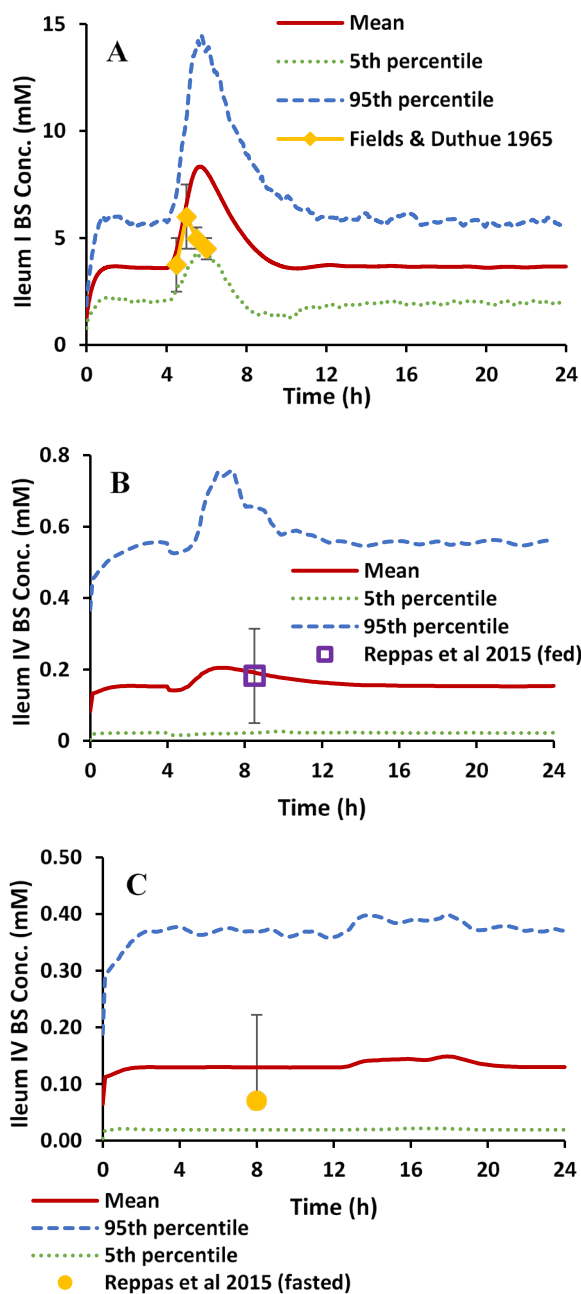 A
Ileum I BS Conc. (mM)
15
10
5
0
0 4 8 12 16 20 24
Time (h)
Mean
5th percentile
95th percentile
Fields & Duthue 1965
B
Ileum IV BS Conc. (mM)
0.8
0.6
0.4
0.2
0
0 4 8 12 16 20 24
Time (h)
Mean
5th percentile
95th percentile
Reppas et al 2015 (fed)
C
Ileum IV BS Conc. (mM)
0.50
0.40
0.30
0.20
0.10
0.00
0 4 8 12 16 20 24
Time (h)
Mean
95th percentile
5th percentile
Reppas et al 2015 (fasted)